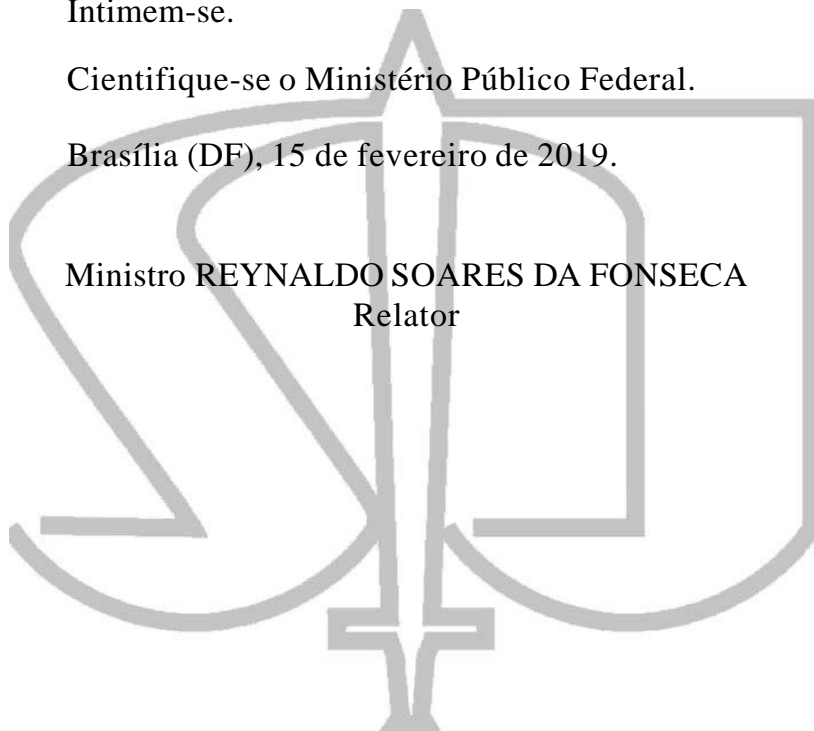 Intimem-se.
Cientifique-se o Ministério Público Federal.
Brasília (DF), 15 de fevereiro de 2019.
Ministro REYNALDO SOARES DA FONSECA
Relator